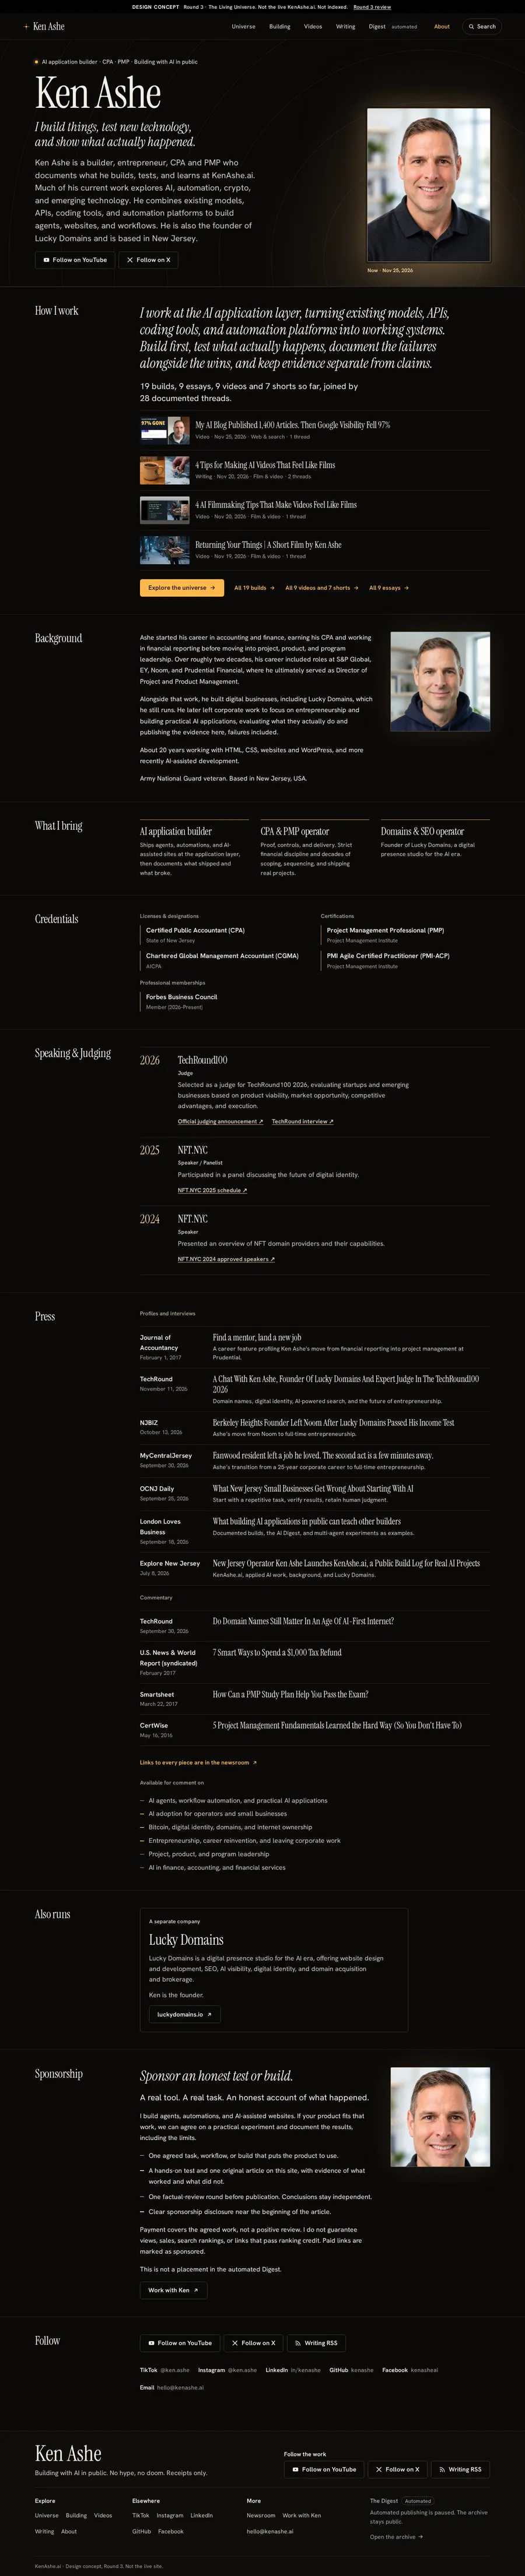 DESIGN CONCEPT Round 3 · The Living Universe. Not the live KenAshe.ai. Not indexed. Round 3 review
Ken Ashe Universe Building Videos Writing Digest automated About Search
AI application builder · CPA · PMP · Building with AI in public
Ken Ashe
I build things, test new technology,
and show what actually happened.
Ken Ashe is a builder, entrepreneur, CPA and PMP who
documents what he builds, tests, and learns at KenAshe.ai.
Much of his current work explores AI, automation, crypto,
and emerging technology. He combines existing models,
APIs, coding tools, and automation platforms to build
agents, websites, and workflows. He is also the founder of
Lucky Domains and is based in New Jersey.
Follow on YouTube Follow on X
Now · Nov 25, 2026
How I work
I work at the AI application layer, turning existing models, APIs,
coding tools, and automation platforms into working systems.
Build first, test what actually happens, document the failures
alongside the wins, and keep evidence separate from claims.
19 builds, 9 essays, 9 videos and 7 shorts so far, joined by
28 documented threads.
97% GONE
My AI Blog Published 1,400 Articles. Then Google Visibility Fell 97%
Video · Nov 25, 2026 · Web & search · 1 thread
4 Tips for Making AI Videos That Feel Like Films
Writing · Nov 20, 2026 · Film & video · 2 threads
4 AI Filmmaking Tips That Make Videos Feel Like Films
Video · Nov 20, 2026 · Film & video · 1 thread
Returning Your Things | A Short Film by Ken Ashe
Video · Nov 19, 2026 · Film & video · 1 thread
Explore the universe → All 19 builds → All 9 videos and 7 shorts → All 9 essays →
Background
Ashe started his career in accounting and finance, earning his CPA and working
in financial reporting before moving into project, product, and program
leadership. Over roughly two decades, his career included roles at S&P Global,
EY, Noom, and Prudential Financial, where he ultimately served as Director of
Project and Product Management.
Alongside that work, he built digital businesses, including Lucky Domains, which
he still runs. He later left corporate work to focus on entrepreneurship and
building practical AI applications, evaluating what they actually do and
publishing the evidence here, failures included.
About 20 years working with HTML, CSS, websites and WordPress, and more
recently AI-assisted development.
Army National Guard veteran. Based in New Jersey, USA.
What I bring
AI application builder
Ships agents, automations, and AI-
assisted sites at the application layer,
then documents what shipped and
what broke.
CPA & PMP operator
Proof, controls, and delivery. Strict
financial discipline and decades of
scoping, sequencing, and shipping
real projects.
Domains & SEO operator
Founder of Lucky Domains, a digital
presence studio for the AI era.
Credentials
Licenses & designations
Certified Public Accountant (CPA)
State of New Jersey
Chartered Global Management Accountant (CGMA)
AICPA
Certifications
Project Management Professional (PMP)
Project Management Institute
PMI Agile Certified Practitioner (PMI-ACP)
Project Management Institute
Professional memberships
Forbes Business Council
Member (2026-Present)
Speaking & Judging
2026
TechRound100
Judge
Selected as a judge for TechRound100 2026, evaluating startups and emerging
companies based on product viability, market opportunity, competitive
advantages, and execution.
Official judging announcement ↗ TechRound interview ↗
2025
NFT.NYC
Speaker / Panelist
Participated in a panel discussing the future of digital identity.
NFT.NYC 2025 schedule ↗
2024
NFT.NYC
Speaker
Presented an overview of NFT domain providers and their capabilities.
NFT.NYC 2024 approved speakers ↗
Press
Profiles and interviews
Journal of
Accountancy
February 1, 2017
Find a mentor, land a new job
A career feature profiling Ken Ashe's move from financial reporting into project management at
Prudential.
TechRound
November 11, 2026
A Chat With Ken Ashe, Founder Of Lucky Domains And Expert Judge In The TechRound100
2026
Domain names, digital identity, AI-powered search, and the future of entrepreneurship.
NJBIZ
October 13, 2026
Berkeley Heights Founder Left Noom After Lucky Domains Passed His Income Test
Ashe's move from Noom to full-time entrepreneurship.
MyCentralJersey
September 30, 2026
Fanwood resident left a job he loved. The second act is a few minutes away.
Ashe's transition from a 25-year corporate career to full-time entrepreneurship.
OCNJ Daily
September 25, 2026
What New Jersey Small Businesses Get Wrong About Starting With AI
Start with a repetitive task, verify results, retain human judgment.
London Loves
Business
September 18, 2026
What building AI applications in public can teach other builders
Documented builds, the AI Digest, and multi-agent experiments as examples.
Explore New Jersey
July 8, 2026
New Jersey Operator Ken Ashe Launches KenAshe.ai, a Public Build Log for Real AI Projects
KenAshe.ai, applied AI work, background, and Lucky Domains.
Commentary
TechRound
September 30, 2026
Do Domain Names Still Matter In An Age Of AI-First Internet?
U.S. News & World
Report (syndicated)
February 2017
7 Smart Ways to Spend a $1,000 Tax Refund
Smartsheet
March 22, 2017
How Can a PMP Study Plan Help You Pass the Exam?
CertWise
May 16, 2016
5 Project Management Fundamentals Learned the Hard Way (So You Don't Have To)
Links to every piece are in the newsroom ↗
Available for comment on
— AI agents, workflow automation, and practical AI applications
— AI adoption for operators and small businesses
— Bitcoin, digital identity, domains, and internet ownership
— Entrepreneurship, career reinvention, and leaving corporate work
— Project, product, and program leadership
— AI in finance, accounting, and financial services
Also runs
A separate company
Lucky Domains
Lucky Domains is a digital presence studio for the AI era, offering website design
and development, SEO, AI visibility, digital identity, and domain acquisition
and brokerage.
Ken is the founder.
luckydomains.io ↗
Sponsorship
Sponsor an honest test or build.
A real tool. A real task. An honest account of what happened.
I build agents, automations, and AI-assisted websites. If your product fits that
work, we can agree on a practical experiment and document the results,
including the limits.
— One agreed task, workflow, or build that puts the product to use.
— A hands-on test and one original article on this site, with evidence of what
worked and what did not.
— One factual-review round before publication. Conclusions stay independent.
— Clear sponsorship disclosure near the beginning of the article.
Payment covers the agreed work, not a positive review. I do not guarantee
views, sales, search rankings, or links that pass ranking credit. Paid links are
marked as sponsored.
This is not a placement in the automated Digest.
Work with Ken ↗
Follow
Follow on YouTube Follow on X Writing RSS
TikTok @ken.ashe Instagram @ken.ashe LinkedIn in/kenashe GitHub kenashe Facebook kenasheai
Email hello@kenashe.ai
Ken Ashe
Building with AI in public. No hype, no doom. Receipts only.
Follow the work
Follow on YouTube Follow on X Writing RSS
Explore
Universe Building Videos
Writing About
Elsewhere
TikTok Instagram LinkedIn
GitHub Facebook
More
Newsroom Work with Ken
hello@kenashe.ai
The Digest Automated
Automated publishing is paused. The archive
stays public.
Open the archive →
KenAshe.ai · Design concept, Round 3. Not the live site.